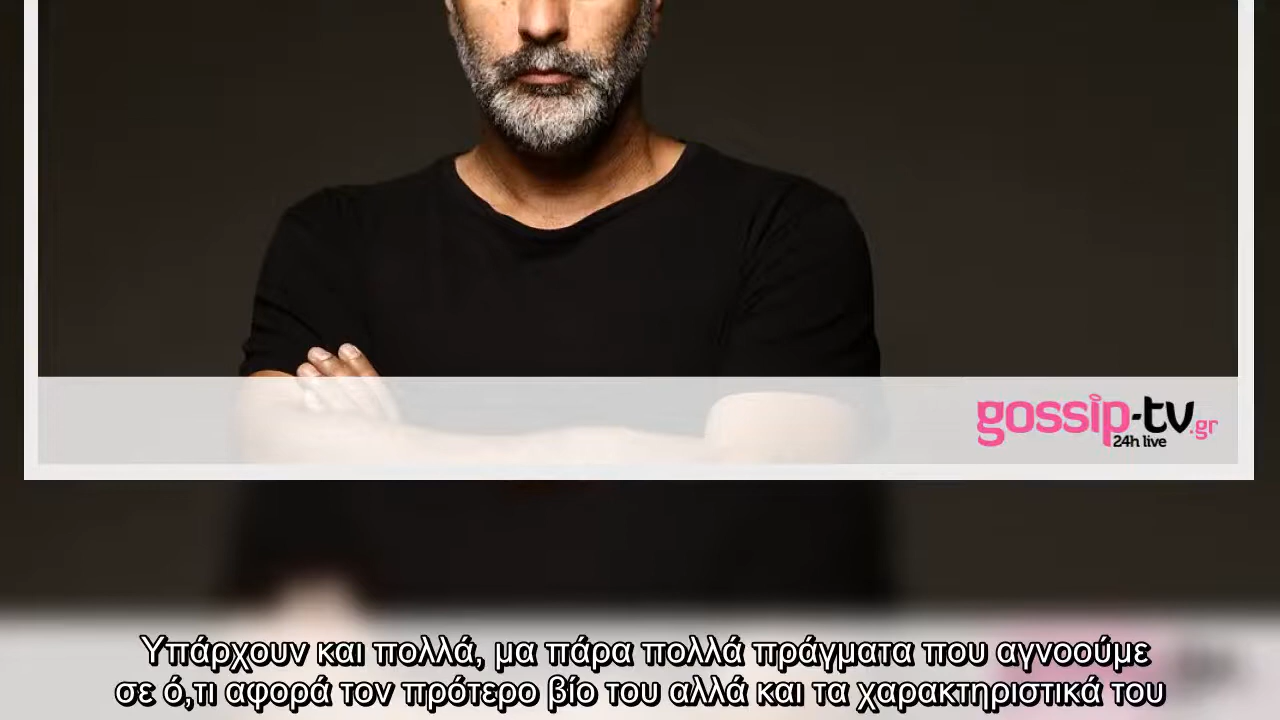 gossip-tv.gr
24h live
Υπάρχουν και πολλά, μα πάρα πολλά πράγματα που αγνοούμε
σε ό,τι αφορά τον πρότερο βίο του αλλά και τα χαρακτηριστικά του